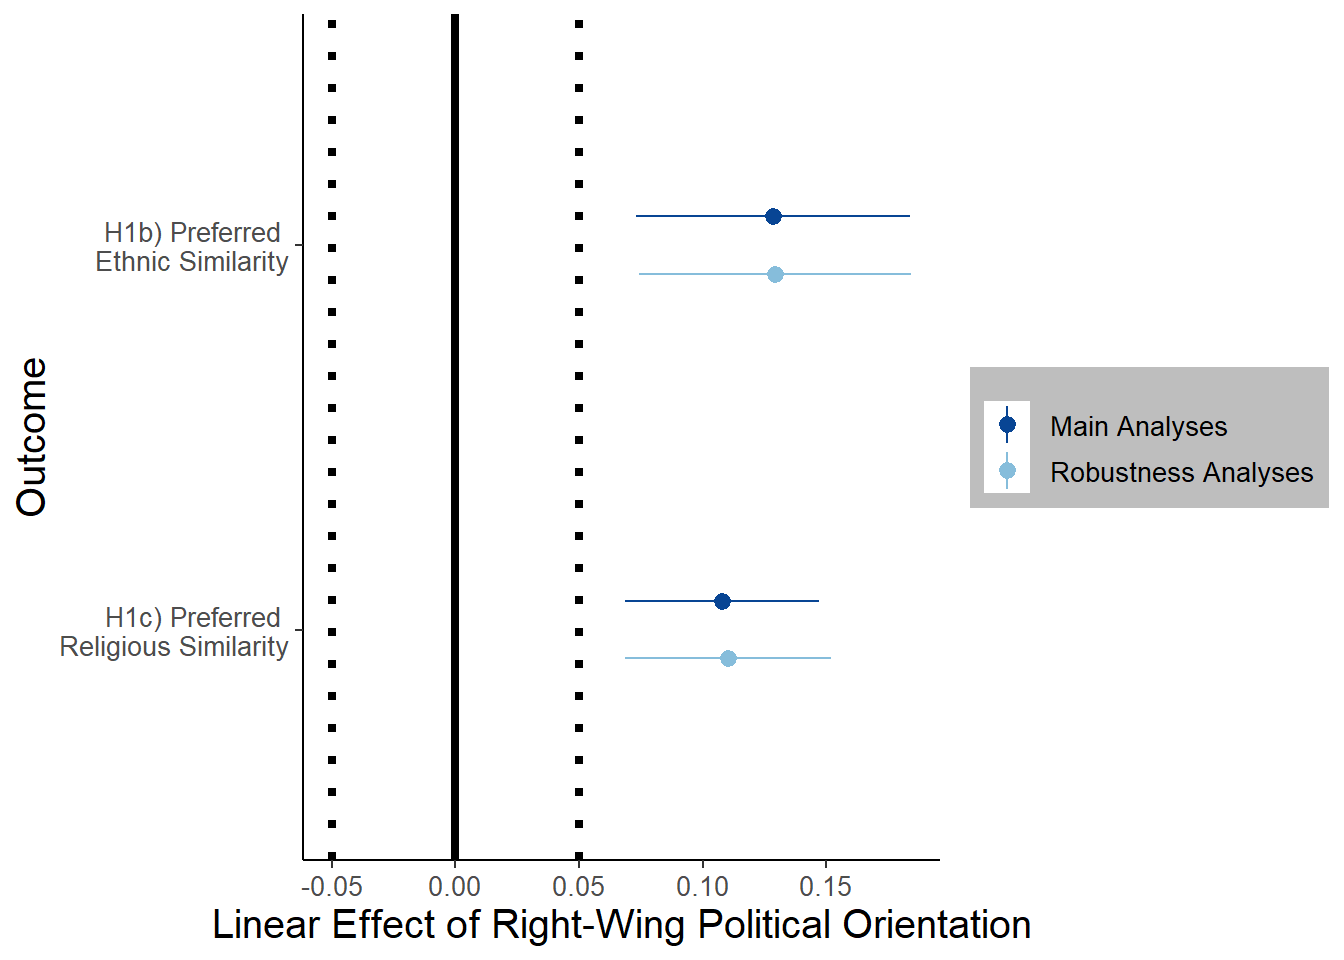 H1b) Preferred
Ethnic Similarity
Outcome
H1c) Preferred
Religious Similarity
-0.05 0.00 0.05 0.10 0.15
Linear Effect of Right-Wing Political Orientation
Main Analyses
Robustness Analyses